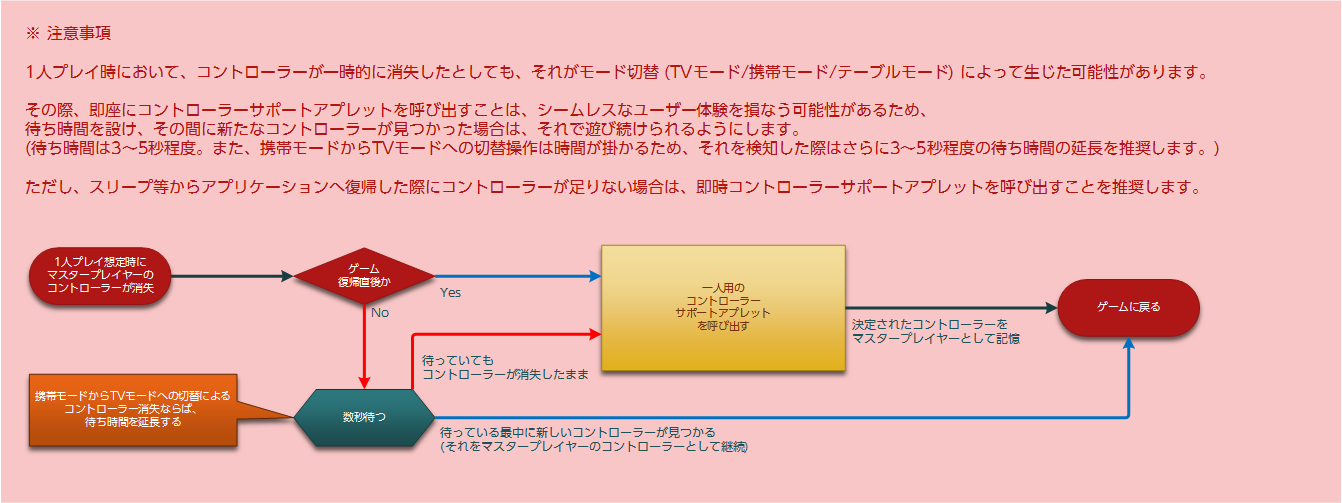 ※ 注意事項
1人プレイ時において、コントローラーが一時的に消失したとしても、それがモード切替 (TVモード/携帯モード/テーブルモード) によって生じた可能性があります。
その際、即座にコントローラーサポートアプレットを呼び出すことは、シームレスなユーザー体験を損なう可能性があるため、
待ち時間を設け、その間に新たなコントローラーが見つかった場合は、それで遊び続けられるようにします。
(待ち時間は3～5秒程度。また、携帯モードからTVモードへの切替操作は時間が掛かるため、それを検知した際はさらに3～5秒程度の待ち時間の延長を推奨します。)
ただし、スリープ等からアプリケーションへ復帰した際にコントローラーが足りない場合は、即時コントローラーサポートアプレットを呼び出すことを推奨します。
1人プレイ想定時に
マスタープレイヤーの
コントローラーが消失
ゲーム
復帰直後か
Yes
No
一人用の
コントローラー
サポートアプレット
を呼び出す
決定されたコントローラーを
マスタープレイヤーとして記憶
ゲームに戻る
待っていても
コントローラーが消失したまま
携帯モードからTVモードへの切替による
コントローラー消失ならば、
待ち時間を延長する
数秒待つ
待っている最中に新しいコントローラーが見つかる
(それをマスタープレイヤーのコントローラーとして継続)